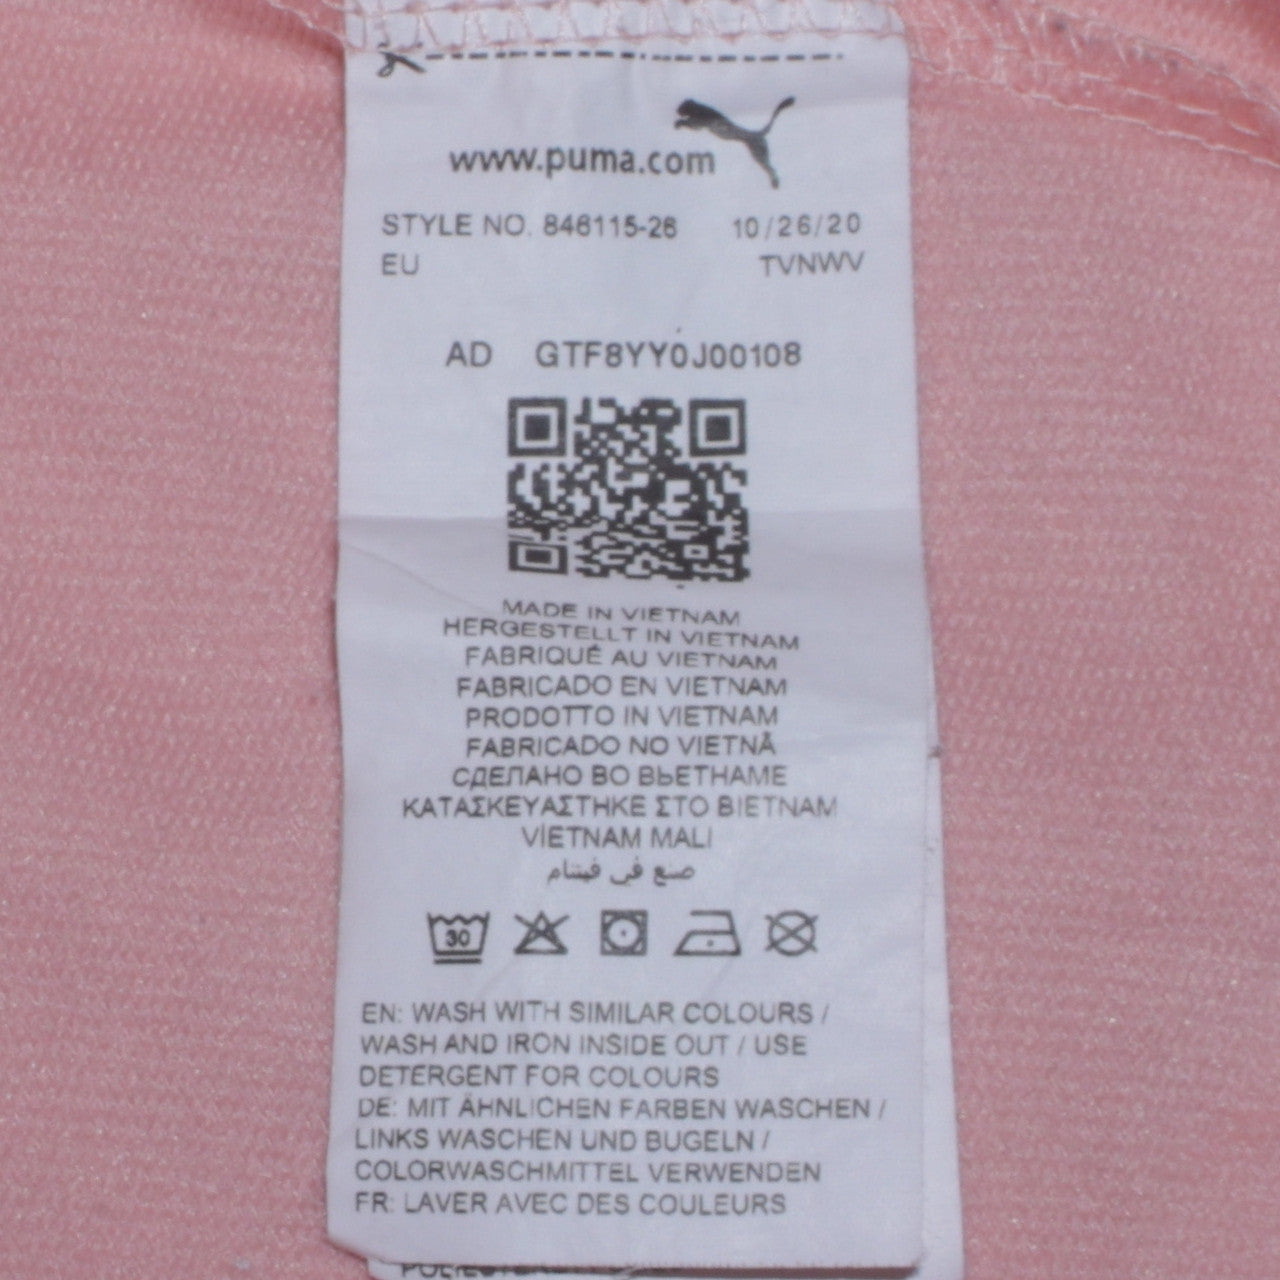 www.puma.com
STYLE NO. 846115-26 10/26/20
EU TVNWV
AD GTF8YY0J00108
MADE IN VIETNAM
HERGESTELLT IN VIETNAM
FABRIQUÉ AU VIETNAM
FABRICADO EN VIETNAM
PRODOTTO IN VIETNAM
FABRICADO NO VIETNÃ
СДЕЛАНО ВО ВЬЕТНАМЕ
ΚΑΤΑΣΚΕΥΑΣΤΗΚΕ ΣΤΟ ΒΙΕΤΝΑΜ
VİETNAM MALI
صنع في فيتنام
30
EN: WASH WITH SIMILAR COLOURS /
WASH AND IRON INSIDE OUT / USE
DETERGENT FOR COLOURS
DE: MIT ÄHNLICHEN FARBEN WASCHEN /
LINKS WASCHEN UND BUGELN /
COLORWASCHMITTEL VERWENDEN
FR: LAVER AVEC DES COULEURS